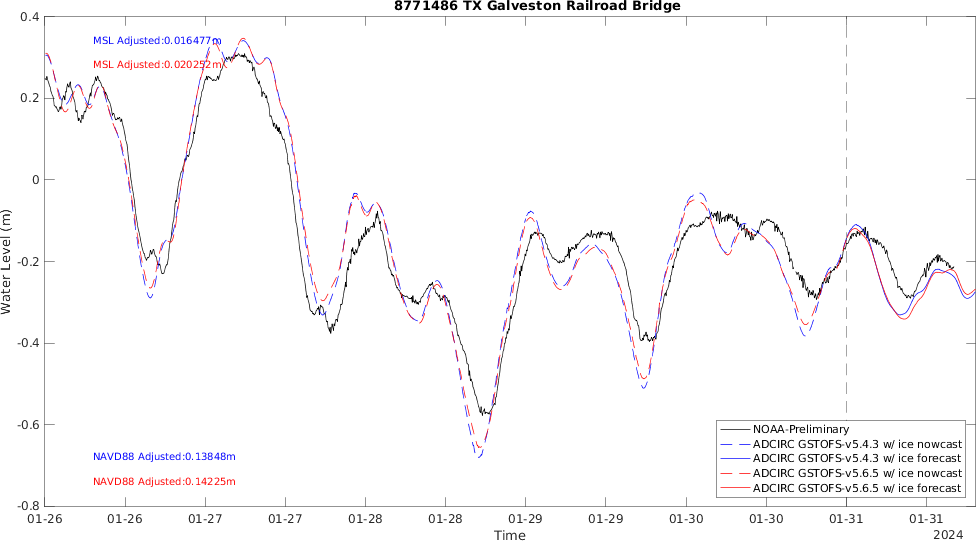 8771486 TX Galveston Railroad Bridge
0.4
MSL Adjusted:0.016477m
MSL Adjusted:0.020252m
0.2
0
-0.2
Water Level (m)
-0.4
-0.6
-0.8
NAVD88 Adjusted:0.13848m
NAVD88 Adjusted:0.14225m
NOAA-Preliminary
ADCIRC GSTOFS-v5.4.3 w/ ice nowcast
ADCIRC GSTOFS-v5.4.3 w/ ice forecast
ADCIRC GSTOFS-v5.6.5 w/ ice nowcast
ADCIRC GSTOFS-v5.6.5 w/ ice forecast
01-26 01-26 01-27 01-27 01-28 01-28 01-29 01-29 01-30 01-30 01-31 01-31
Time
2024